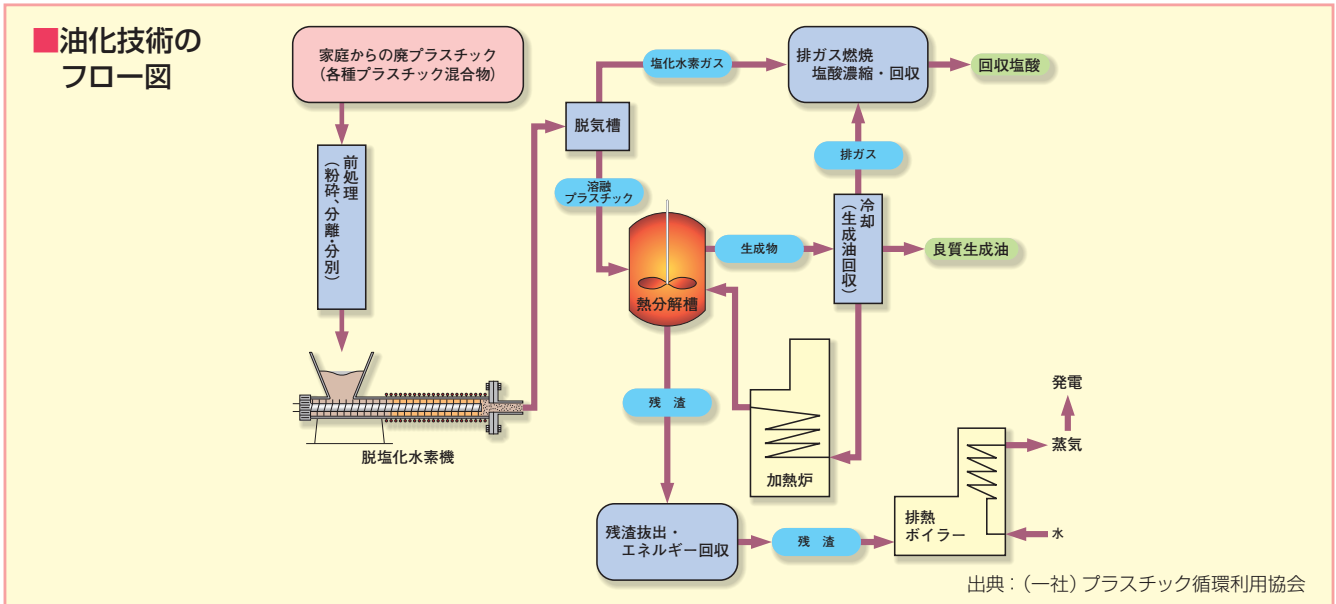 ■油化技術の
フロー図
家庭からの廃プラスチック
（各種プラスチック混合物）
前処理
（粉砕、分離・分別）
脱塩化水素機
脱気槽
塩化水素ガス
排ガス燃焼
塩酸濃縮・回収
回収塩酸
溶融
プラスチック
熱分解槽
生成物
排ガス
冷却
（生成油回収）
良質生成油
加熱炉
残　渣
残渣抜出・
エネルギー回収
残　渣
排熱
ボイラー
発電
蒸気
水
出典：（一社）プラスチック循環利用協会